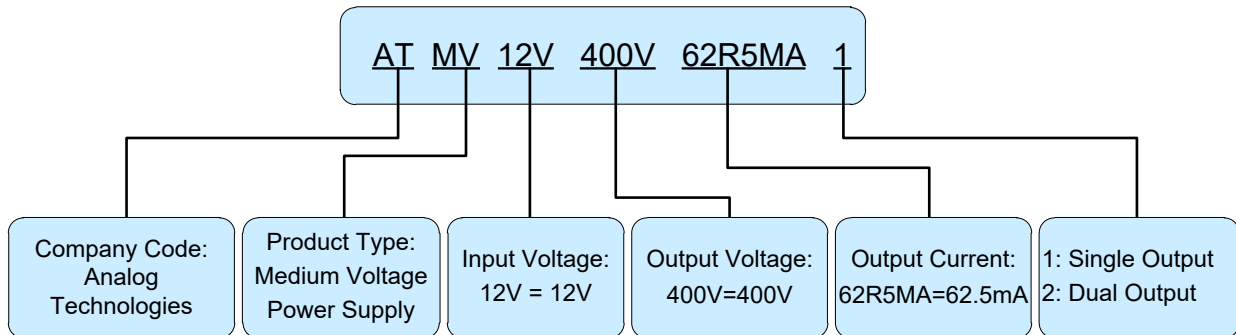 AT MV 12V 400V 62R5MA 1
Company Code:
Analog
Technologies
Product Type:
Medium Voltage
Power Supply
Input Voltage:
12V = 12V
Output Voltage:
400V=400V
Output Current:
62R5MA=62.5mA
1: Single Output
2: Dual Output